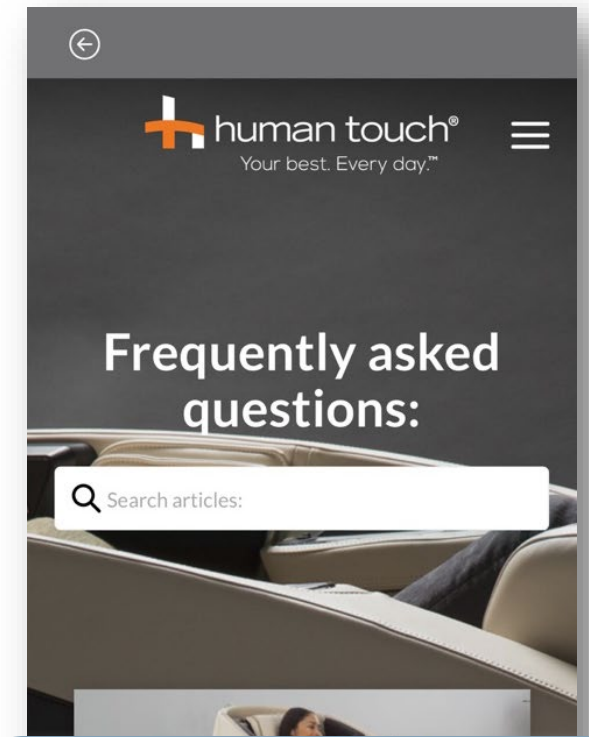 human touch®
Your best. Every day.™
Frequently asked
questions:
Search articles: